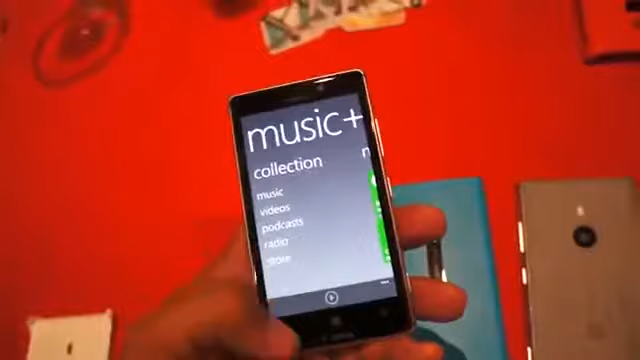 music+
collection
music
videos
podcasts
radio
store